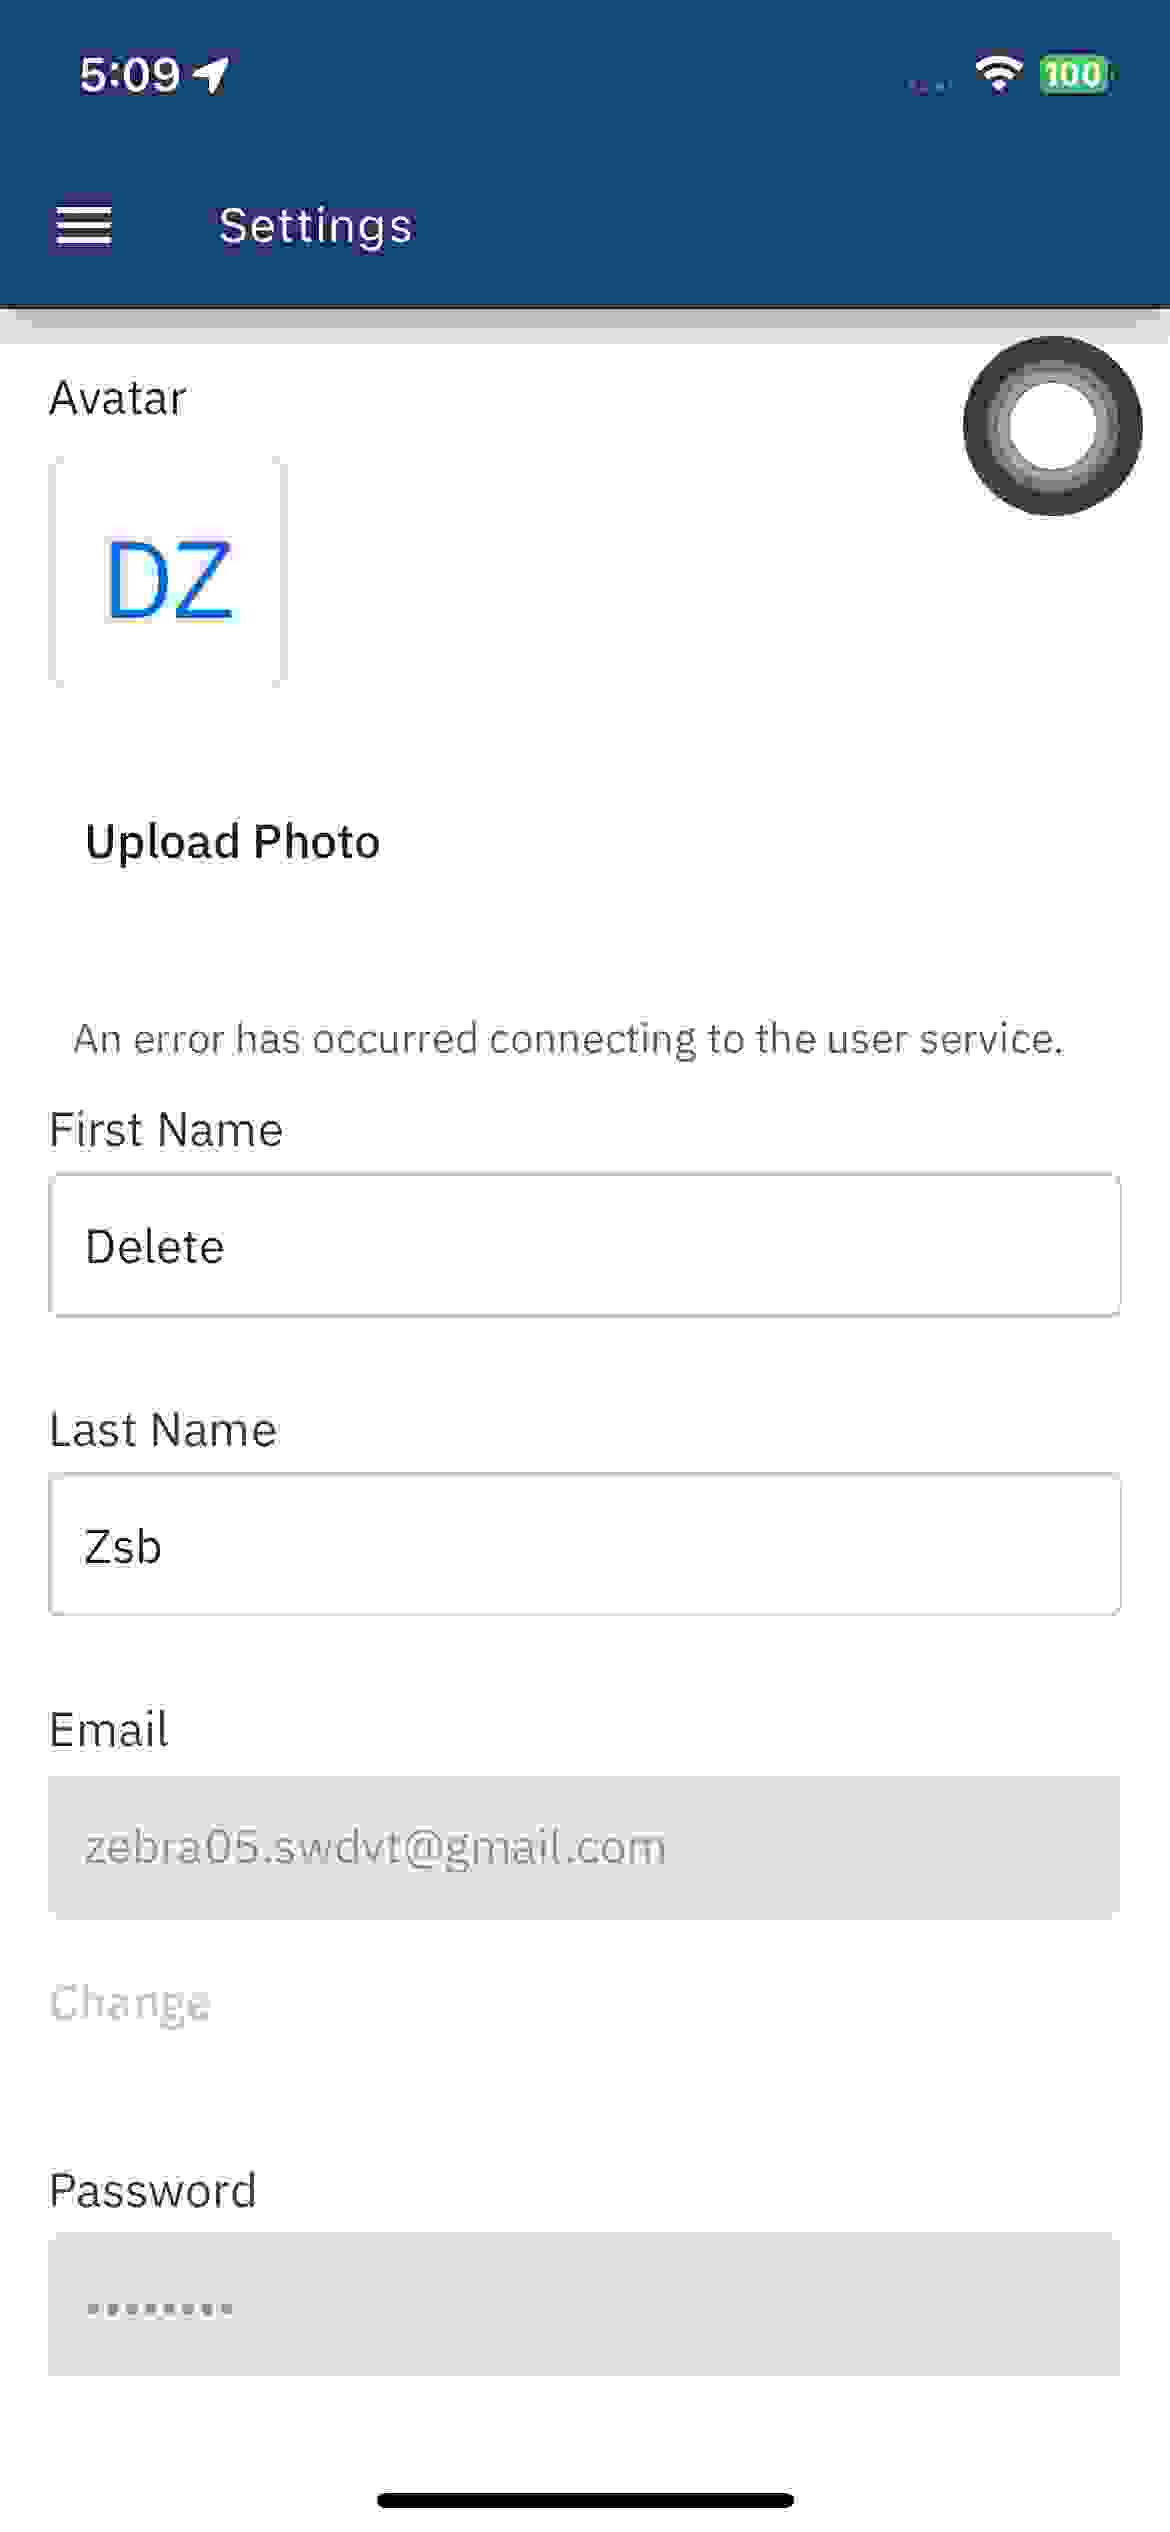 5:09
100
Settings
Avatar
DZ
Upload Photo
An error has occurred connecting to the user service.
First Name
Delete
Last Name
Zsb
Email
zebra05.swdvt@gmail.com
Change
Password
••••••••